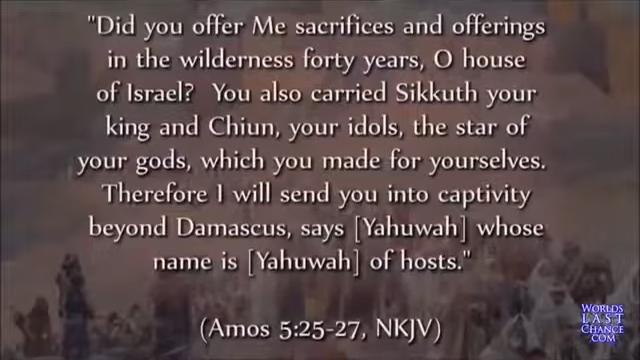 "Did you offer Me sacrifices and offerings
in the wilderness forty years, O house
of Israel? You also carried Sikkuth your
king and Chiun, your idols, the star of
your gods, which you made for yourselves.
Therefore I will send you into captivity
beyond Damascus, says [Yahuwah] whose
name is [Yahuwah] of hosts."
(Amos 5:25-27, NKJV)
WORLDS
LAST
CHANCE
.COM